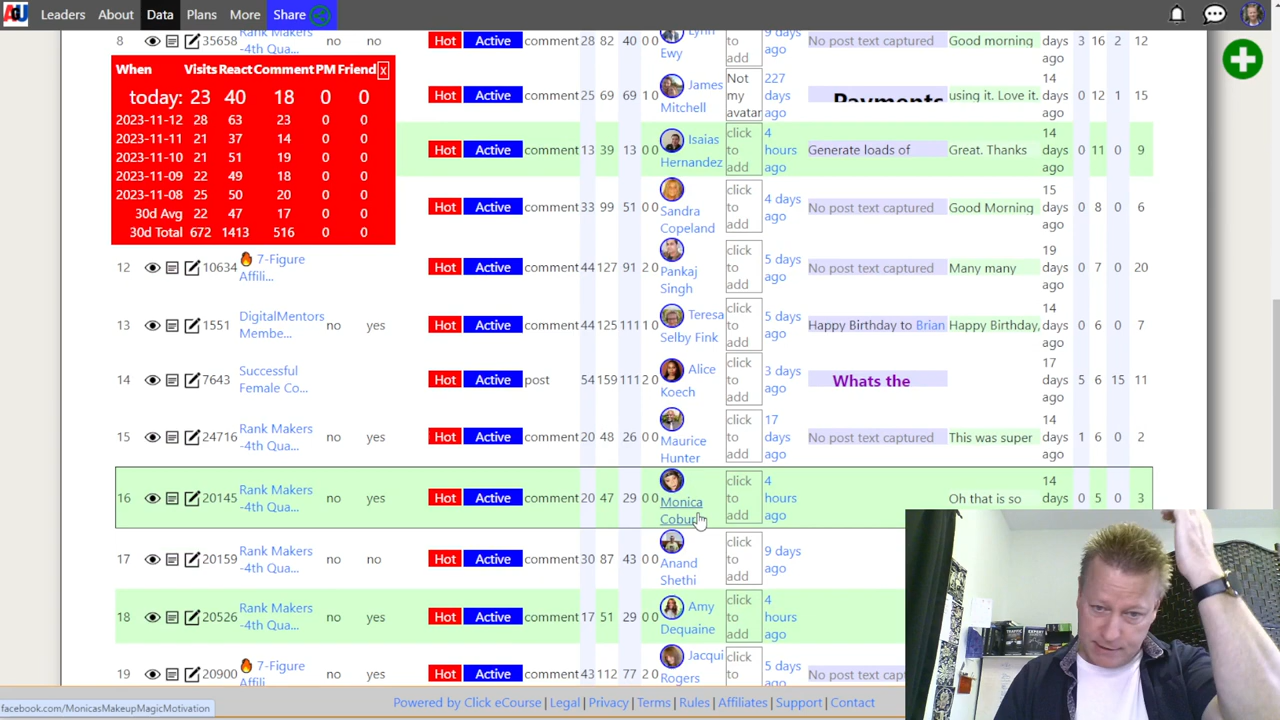 AU Leaders About Data Plans More Share
8 35658 Rank Makers -4th Qua... no no Hot Active comment 28 82 40 0 0 Lynn Ewy to add 9 days ago No post text captured Good morning days ago 3 16 2 12
When Visits React Comment PM Friend x
today: 23 40 18 0 0
2023-11-12 28 63 23 0 0
2023-11-11 21 37 14 0 0
2023-11-10 21 51 19 0 0
2023-11-09 22 49 18 0 0
2023-11-08 25 50 20 0 0
30d Avg 22 47 17 0 0
30d Total 672 1413 516 0 0
Hot Active comment 25 69 69 1 0 James Mitchell Not my avatar 227 days ago Payments using it. Love it. 14 days ago 0 12 1 15
Hot Active comment 13 39 13 0 0 Isaias Hernandez click to add 4 hours ago Generate loads of Great. Thanks 14 days ago 0 11 0 9
Hot Active comment 33 99 51 0 0 Sandra Copeland click to add 4 days ago No post text captured Good Morning 15 days ago 0 8 0 6
12 10634 🔥 7-Figure Affili... Hot Active comment 44 127 91 2 0 Pankaj Singh click to add 5 days ago No post text captured Many many 19 days ago 0 7 0 20
13 1551 DigitalMentors Membe... no yes Hot Active comment 44 125 111 1 0 Teresa Selby Fink click to add 5 days ago Happy Birthday to Brian Happy Birthday, 14 days ago 0 6 0 7
14 7643 Successful Female Co... Hot Active post 54 159 111 2 0 Alice Koech click to add 3 days ago Whats the 17 days ago 5 6 15 11
15 24716 Rank Makers -4th Qua... no yes Hot Active comment 20 48 26 0 0 Maurice Hunter click to add 17 days ago No post text captured This was super 14 days ago 1 6 0 2
16 20145 Rank Makers -4th Qua... no yes Hot Active comment 20 47 29 0 0 Monica click to add 4 hours ago Oh that is so 14 days 0 5 0 3
17 20159 Rank Makers -4th Qua... no no Hot Active comment 30 87 43 0 0 Anand Shethi click to add 9 days ago
18 20526 Rank Makers -4th Qua... no yes Hot Active comment 17 51 29 0 0 Amy Dequaine click to add 4 hours ago
19 20900 🔥 7-Figure Affili Hot Active comment 43 112 77 0 0 Jacqui Rogers click to add 5 days ago No post
Powered by Click eCourse | Legal | Privacy | Terms | Rules | Affiliates | Support | Contact
facebook.com/MonicasMakeupMagicMotivation